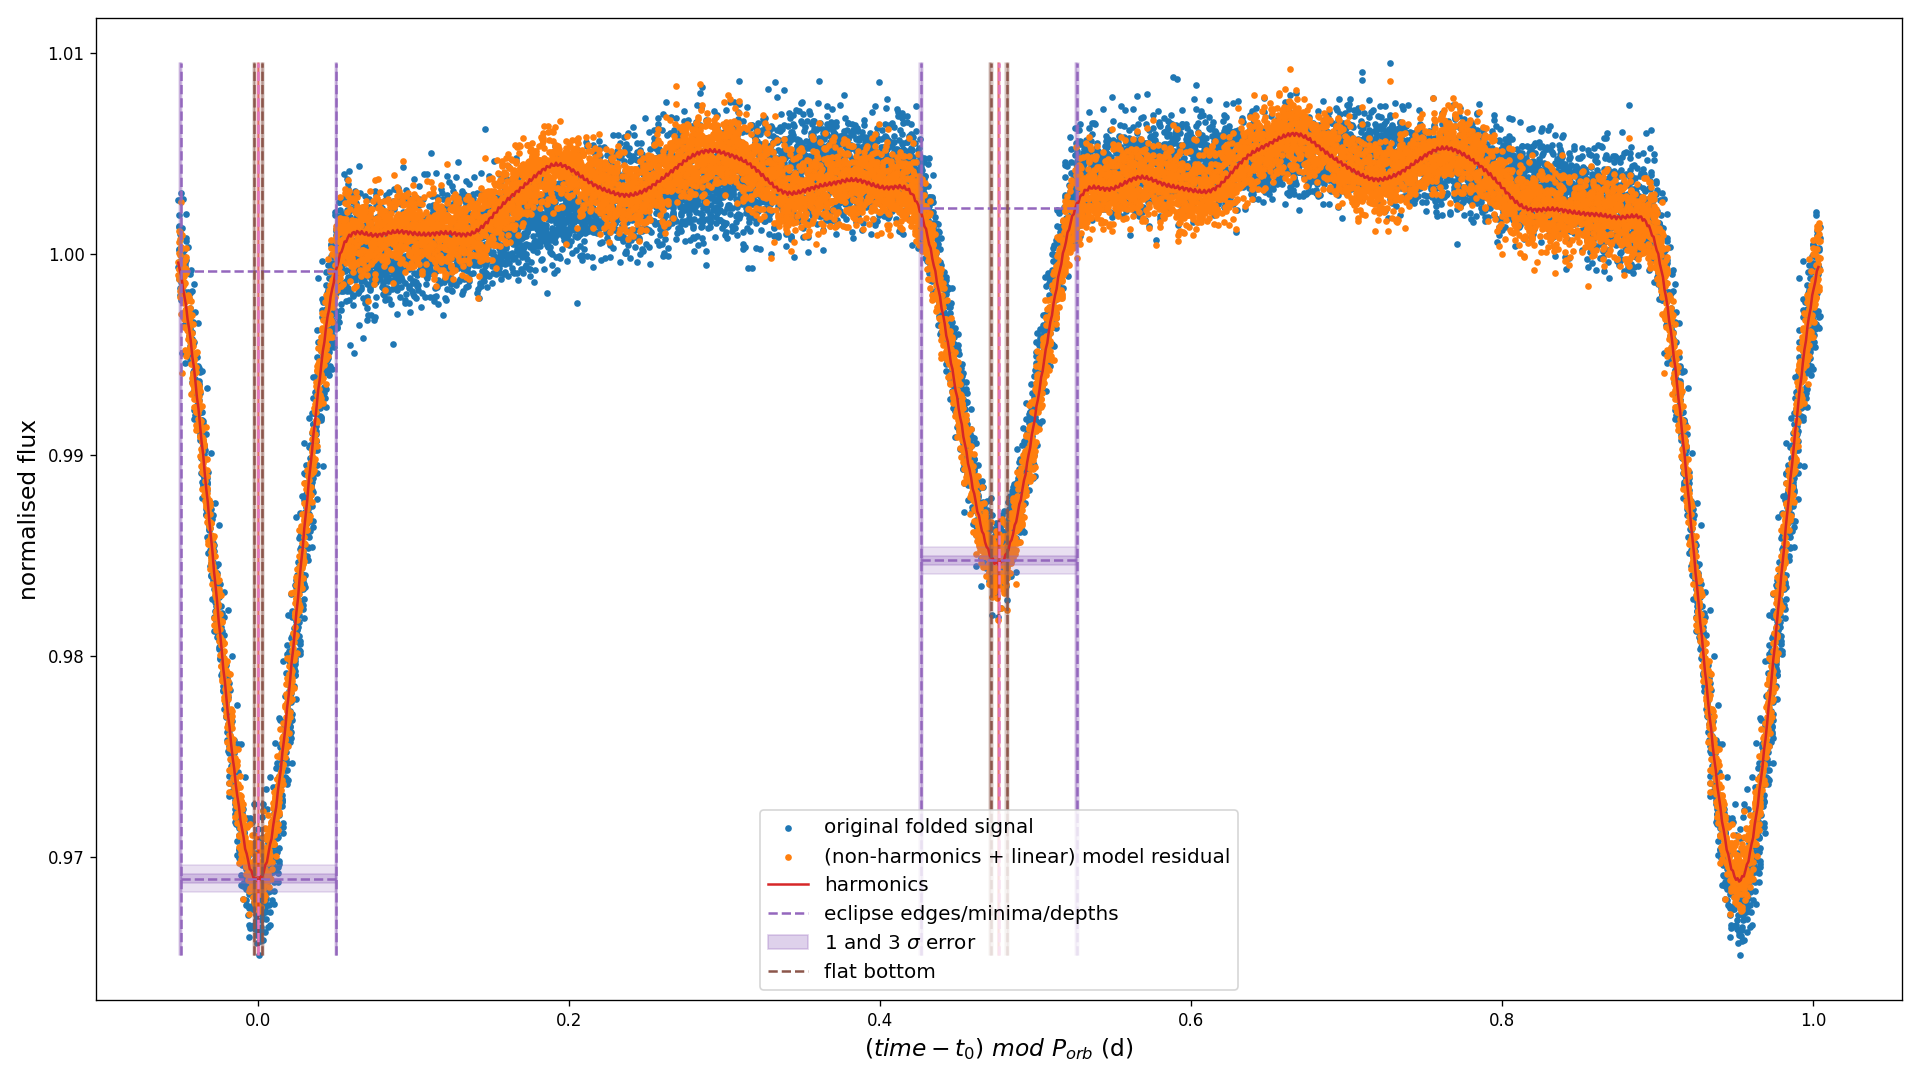 normalised flux
1.01
1.00
0.99
0.98
0.97
original folded signal
(non-harmonics + linear) model residual
harmonics
eclipse edges/minima/depths
1 and 3 σ error
flat bottom
0.0 0.2 0.4 0.6 0.8 1.0
(time − t₀) mod Pₒᵣb (d)